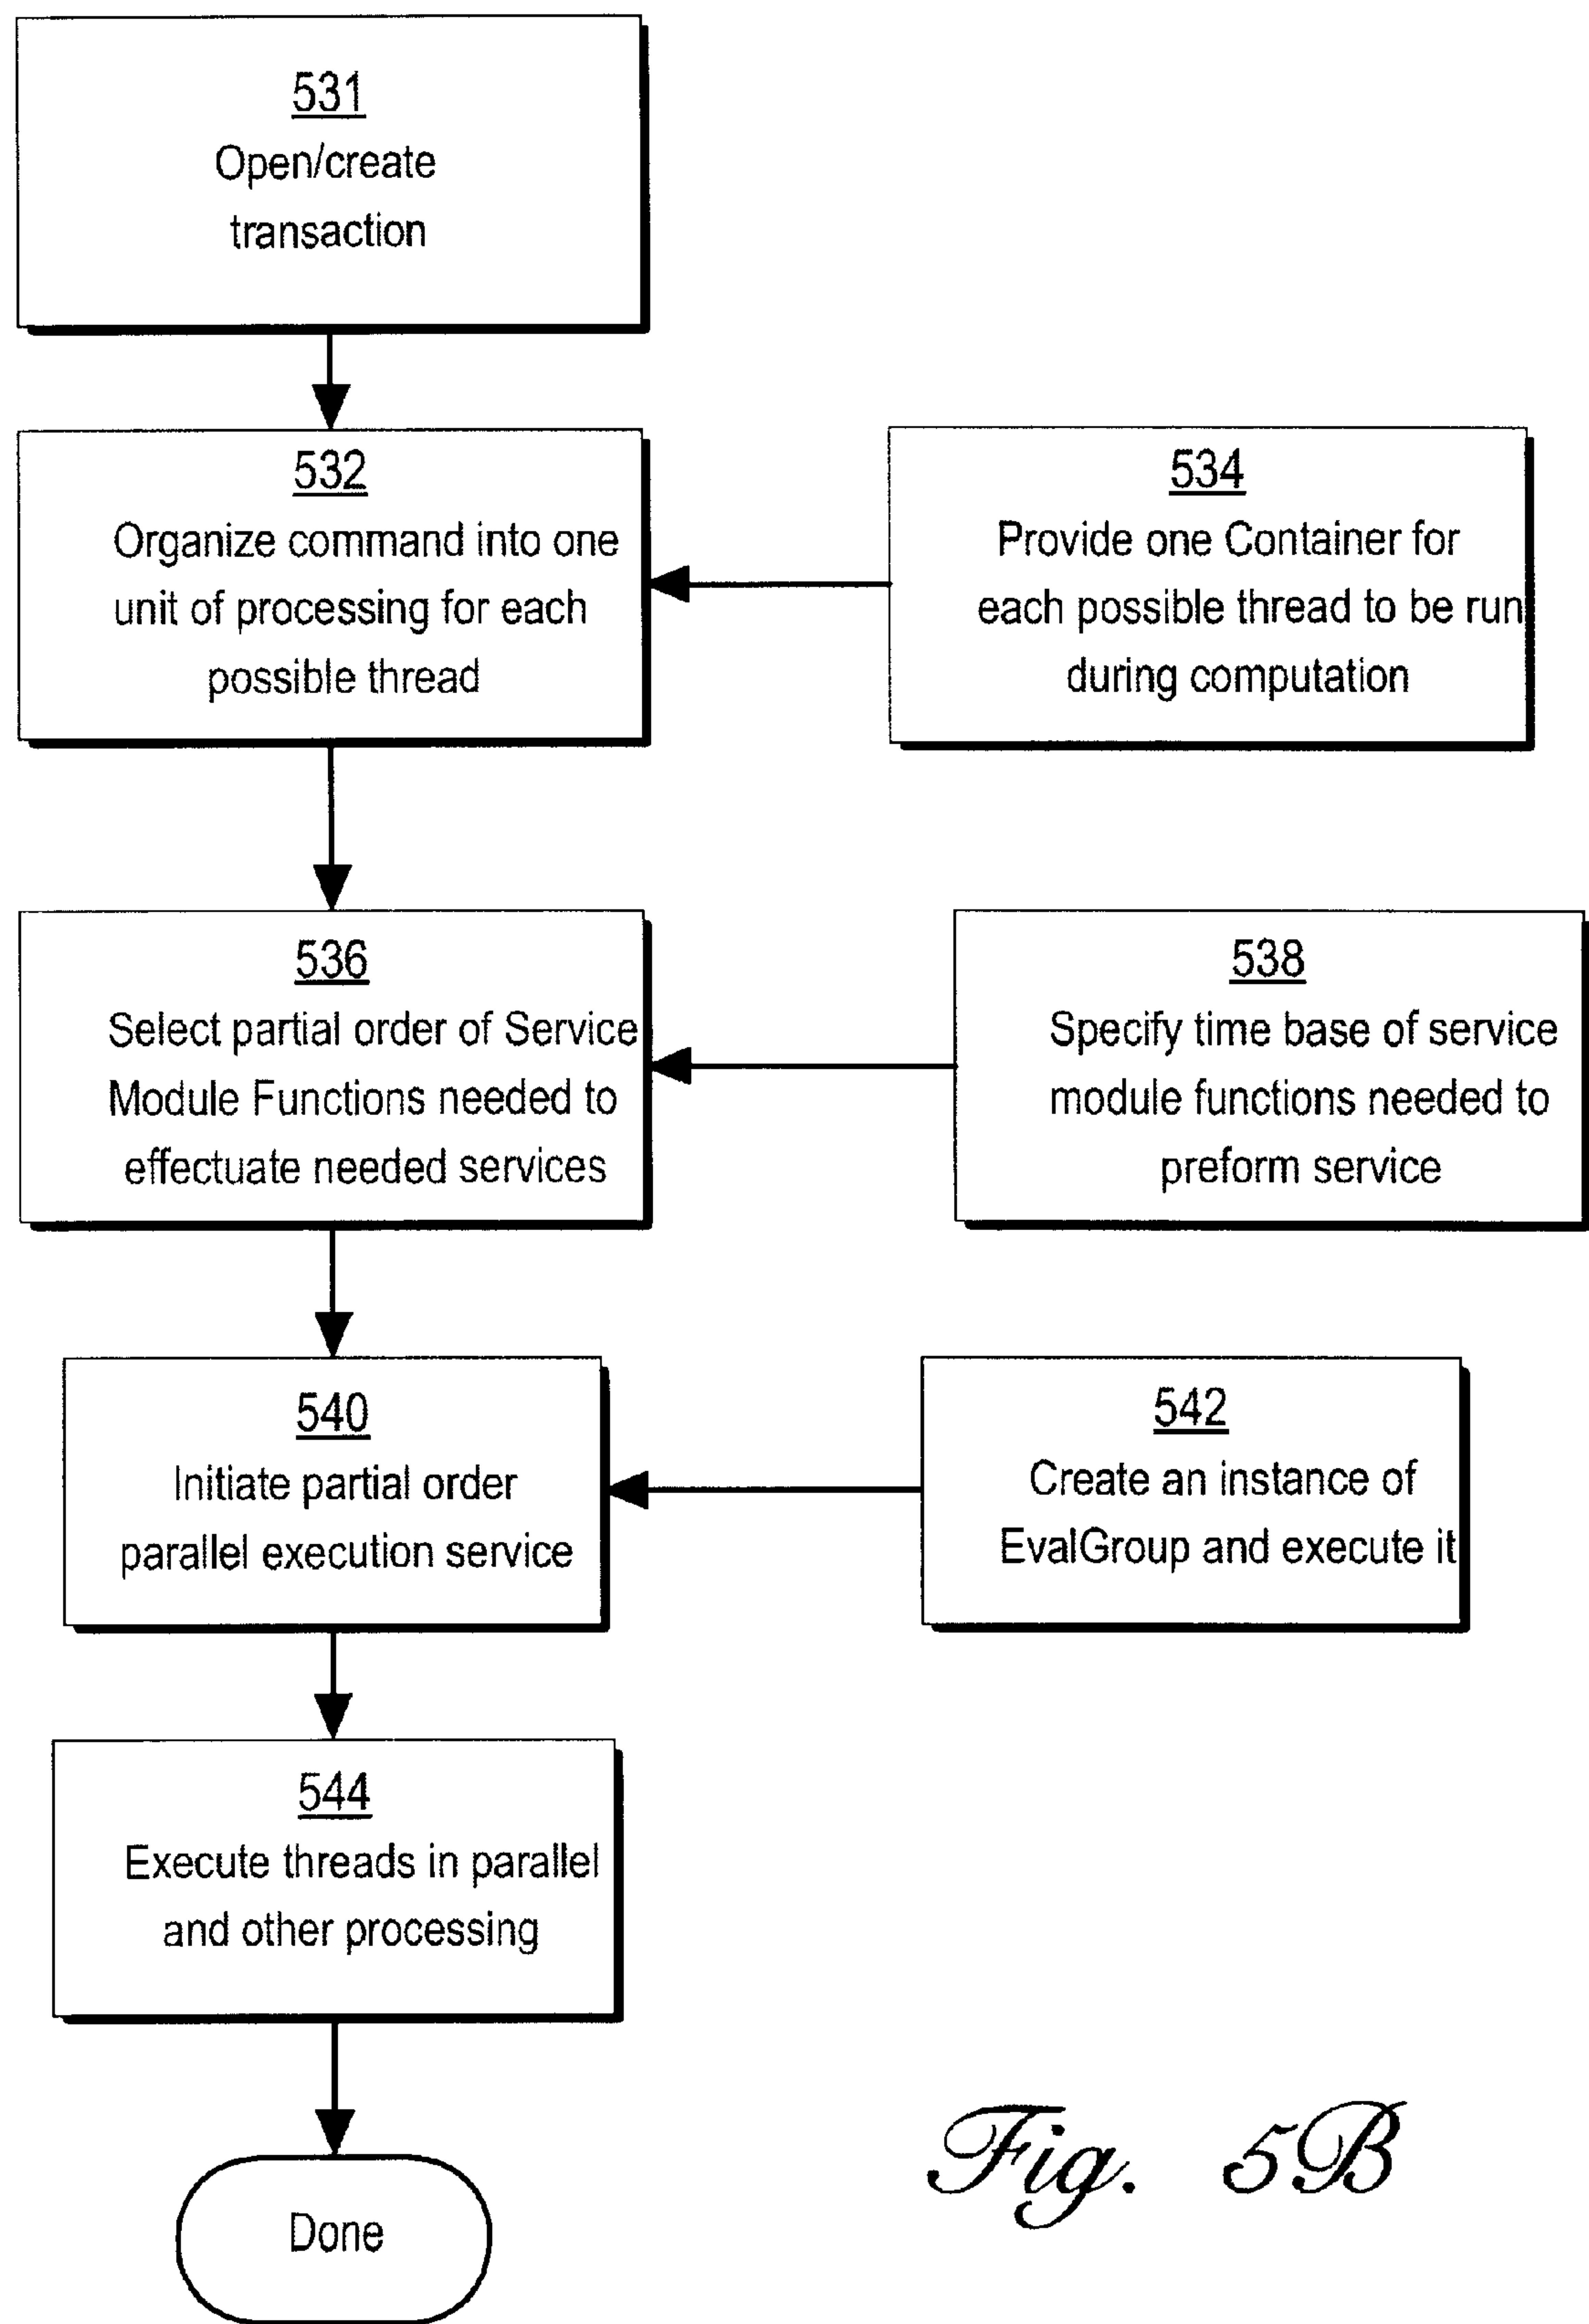 531
Open/create
transaction
532
Organize command into one
unit of processing for each
possible thread
534
Provide one Container for
each possible thread to be run
during computation
536
Select partial order of Service
Module Functions needed to
effectuate needed services
538
Specify time base of service
module functions needed to
preform service
540
Initiate partial order
parallel execution service
542
Create an instance of
EvalGroup and execute it
544
Execute threads in parallel
and other processing
Done
Fig. 5B